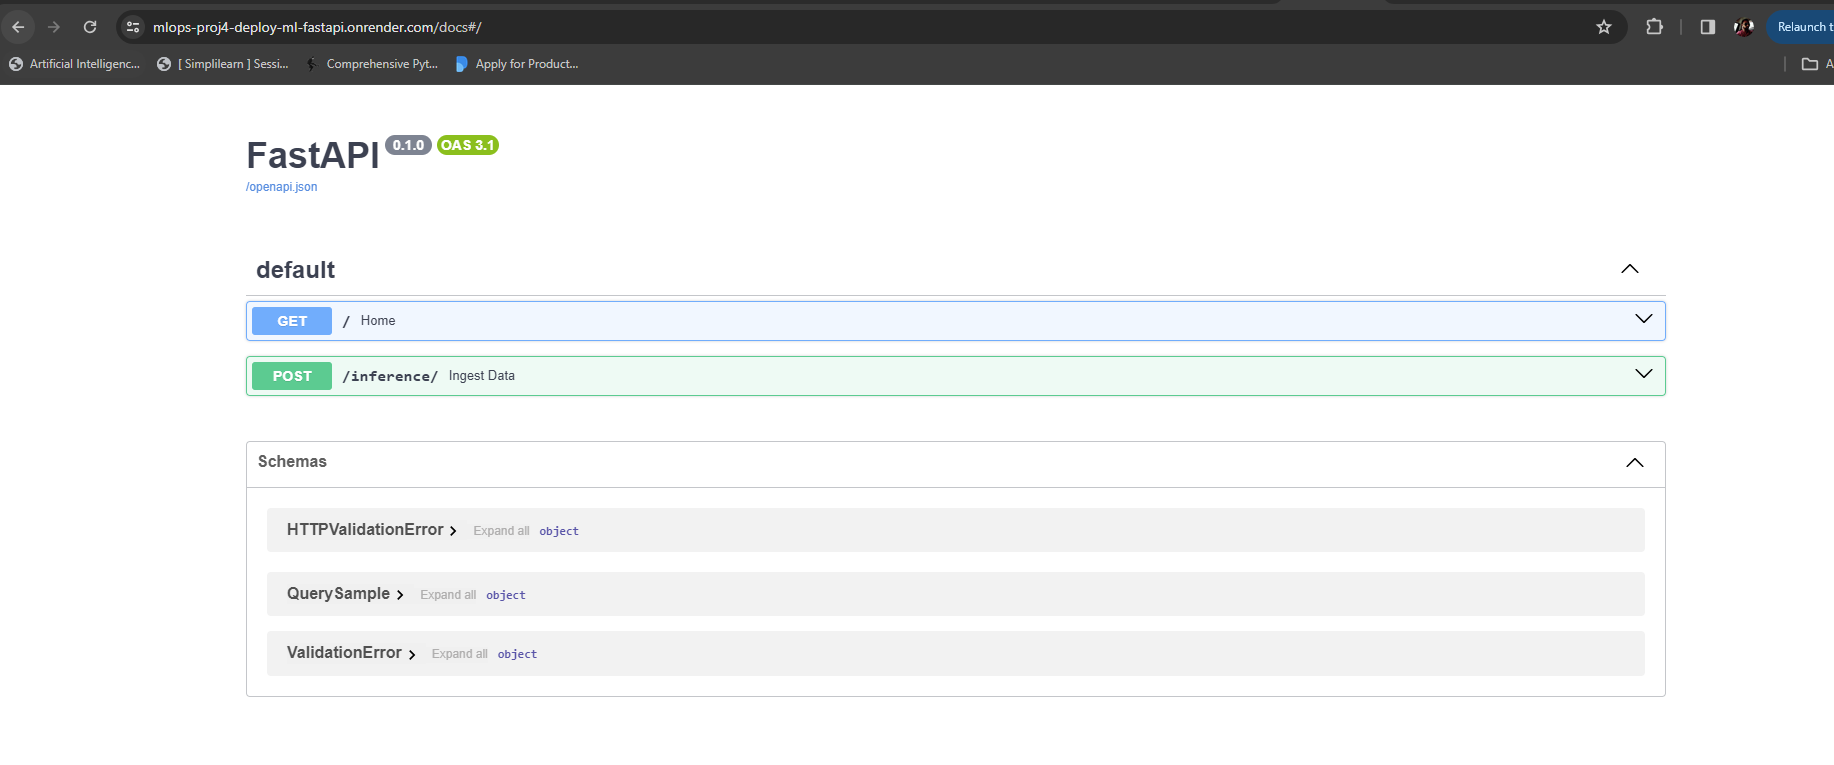 mlops-proj4-deploy-ml-fastapi.onrender.com/docs#/
Relaunch t
Artificial Intelligenc...
[ Simplilearn ] Sessi...
Comprehensive Pyt...
Apply for Product...
A
FastAPI 0.1.0 OAS 3.1
/openapi.json
default
GET / Home
POST /inference/ Ingest Data
Schemas
HTTPValidationError Expand all object
QuerySample Expand all object
ValidationError Expand all object